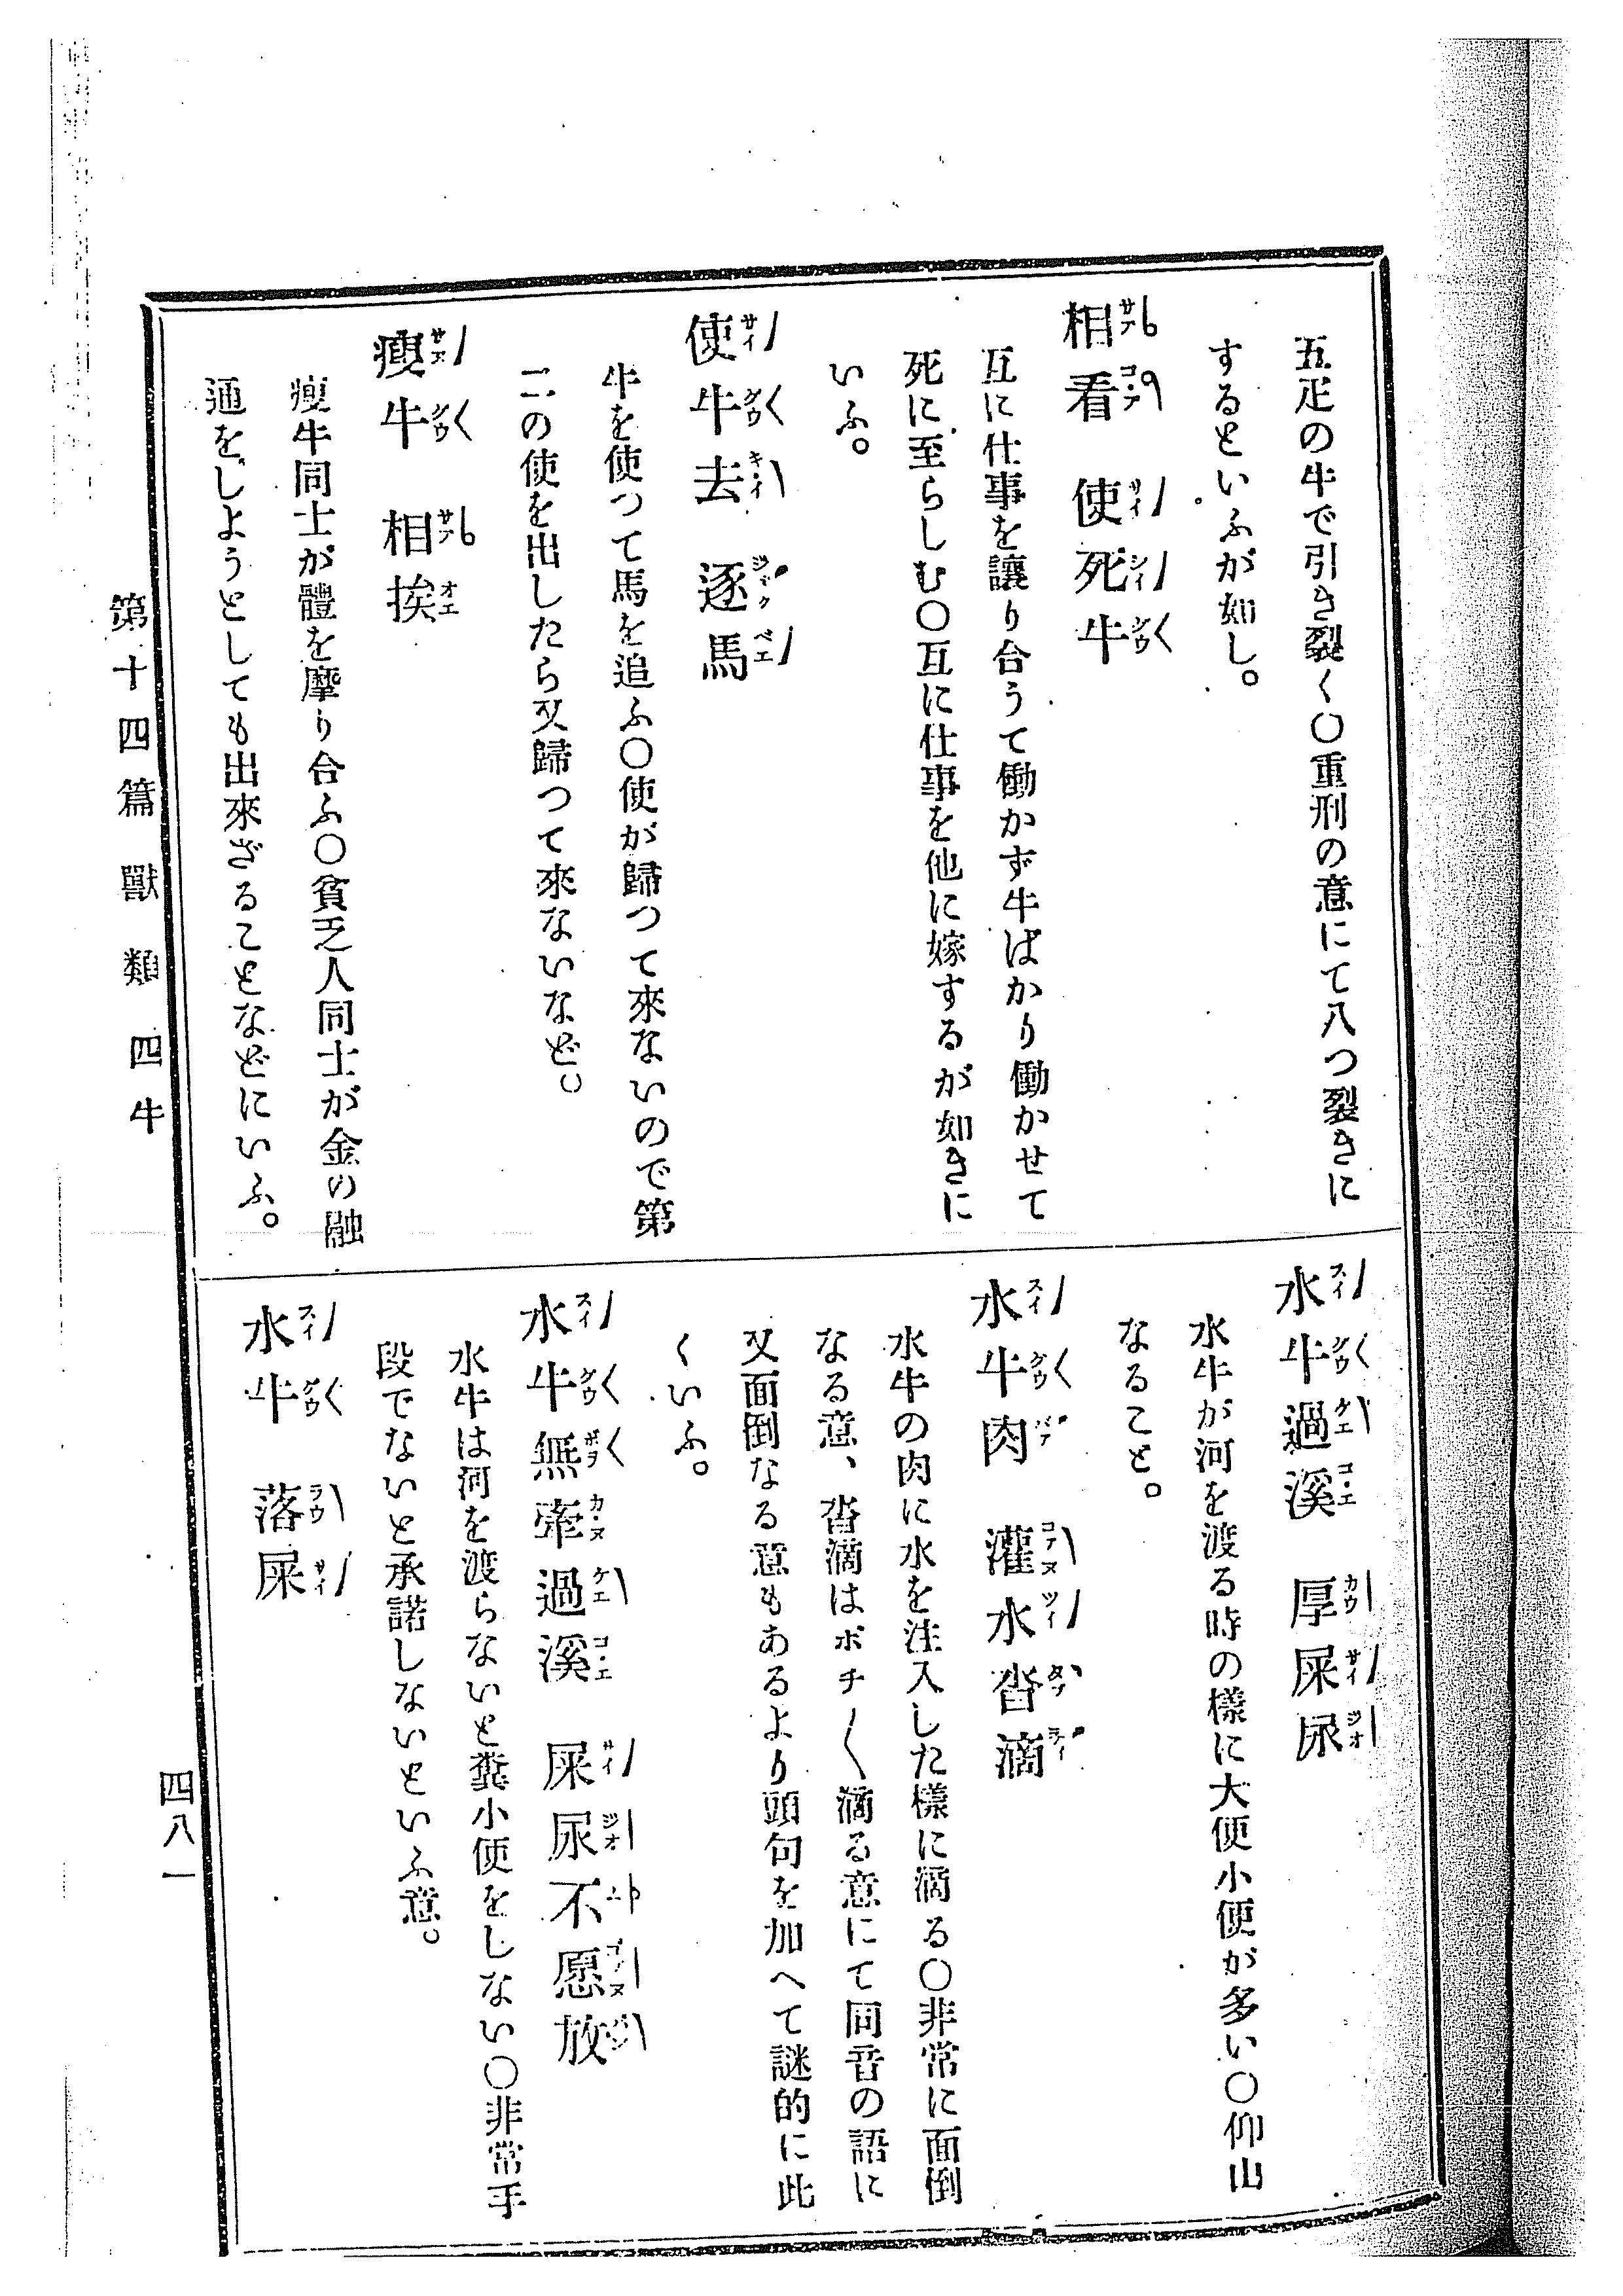 五疋の牛で引き裂く〇重刑の意にて八つ裂きに
するといふが如し。
相看　使死牛
互に仕事を讓り合うて働かず牛ばかり働かせて
死に至らしむ〇互に仕事を他に嫁するが如きに
いふ。
使牛去　逐馬
牛を使つて馬を追ふ〇使が歸つて來ないので第
二の使を出したら又歸つて來ないなど。
瘦牛　相挨
瘦牛同士が體を摩り合ふ〇貧乏人同士が金の融
通をしようとしても出來ざることなどにいふ。
水牛過溪　厚屎尿
水牛が河を渡る時の樣に大便小便が多い〇仰山
なること。
水牛肉　灌水沓滴
水牛の肉に水を注入した樣に滴る〇非常に面倒
なる意、沓滴はポチ〱滴る意にて同音の語に
又面倒なる意もあるより頭句を加へて謎的に此
くいふ。
水牛無牽過溪　屎尿不愿放
水牛は河を渡らないと糞小便をしない〇非常手
段でないと承諾しないといふ意。
水牛　落屎
第十四篇　獸類　四牛
四八一